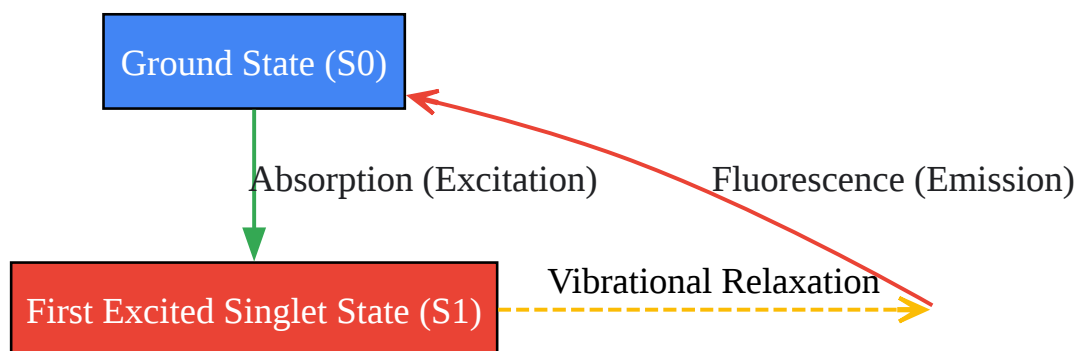 Ground State (S0)
Absorption (Excitation)
Fluorescence (Emission)
Vibrational Relaxation
First Excited Singlet State (S1)